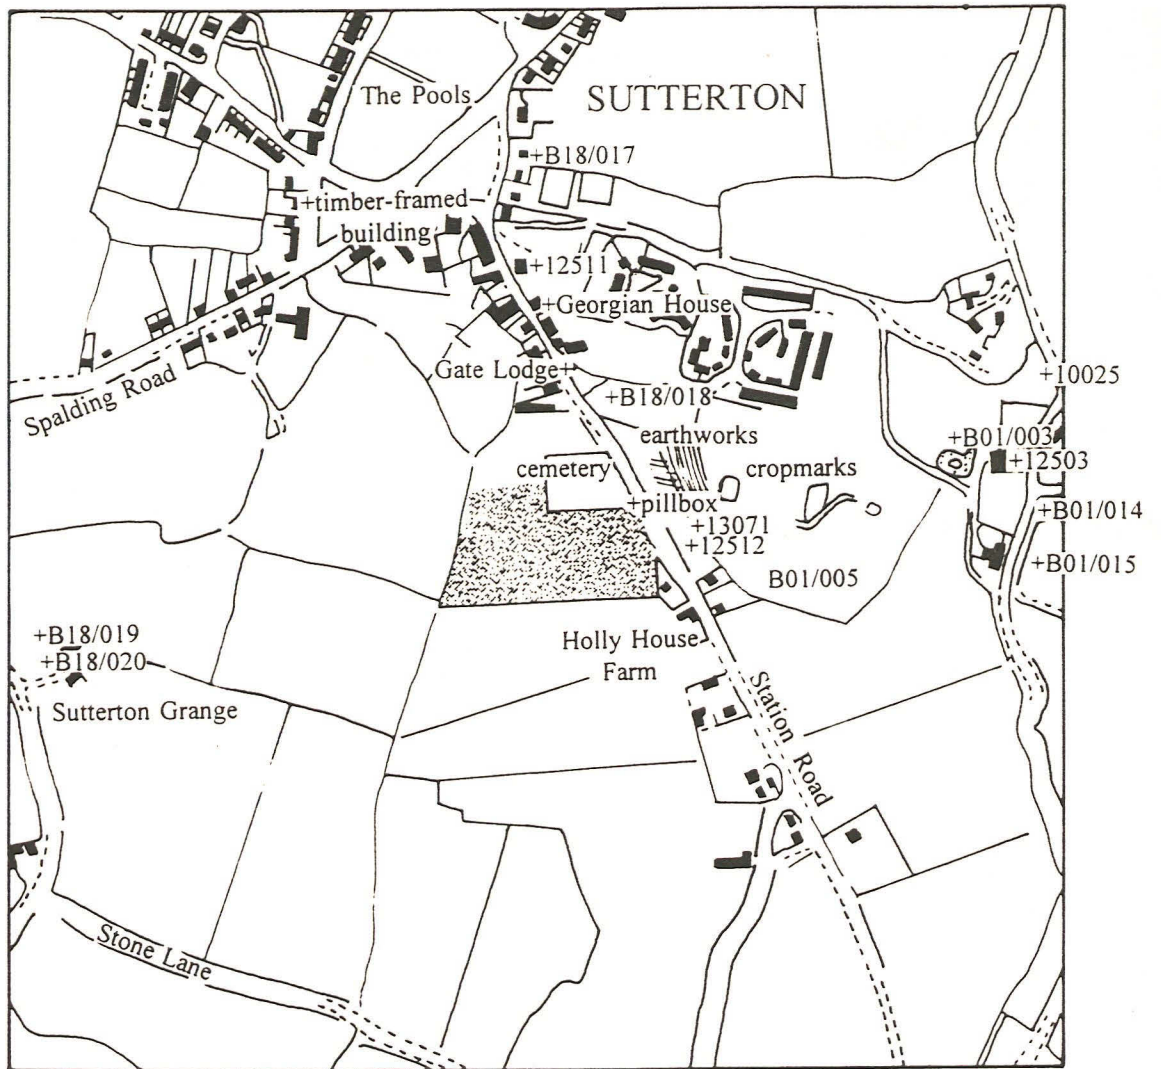 The Pools
SUTTERTON
+B18/017
+timber-framed
building
+12511
+Georgian House
Gate Lodge+
+10025
Spalding Road
+B18/018
earthworks
+B01/003
cemetery
cropmarks
+12503
+pillbox
+B01/014
+13071
+12512
+B01/015
B01/005
+B18/019
+B18/020
Holly House
Farm
Sutterton Grange
Station Road
Stone Lane